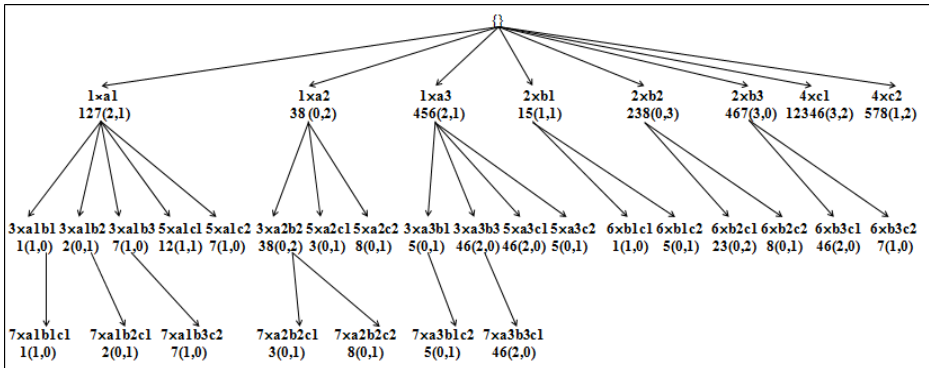 {}
1×a1 1×a2 1×a3 2×b1 2×b2 2×b3 4×c1 4×c2
127(2,1) 38(0,2) 456(2,1) 15(1,1) 238(0,3) 467(3,0) 12346(3,2) 578(1,2)
3×a1b1 3×a1b2 3×a1b3 5×a1c1 5×a1c2 3×a2b2 5×a2c1 5×a2c2 3×a3b1 3×a3b3 5×a3c1 5×a3c2 6×b1c1 6×b1c2 6×b2c1 6×b2c2 6×b3c1 6×b3c2
1(1,0) 2(0,1) 7(1,0) 12(1,1) 7(1,0) 38(0,2) 3(0,1) 8(0,1) 5(0,1) 46(2,0) 46(2,0) 5(0,1) 1(1,0) 5(0,1) 23(0,2) 8(0,1) 46(2,0) 7(1,0)
7×a1b1c1 7×a1b2c1 7×a1b3c2 7×a2b2c1 7×a2b2c2 7×a3b1c2 7×a3b3c1
1(1,0) 2(0,1) 7(1,0) 3(0,1) 8(0,1) 5(0,1) 46(2,0)